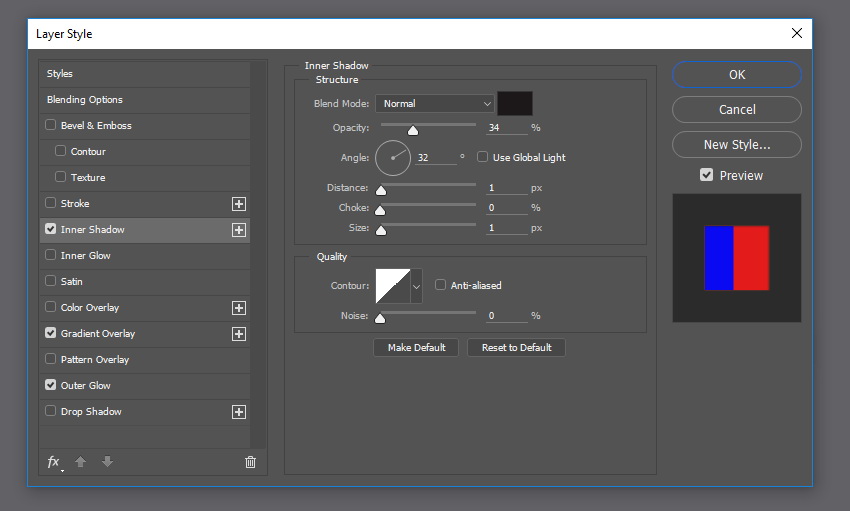 Layer Style
Styles
Blending Options
Bevel & Emboss
Contour
Texture
Stroke
Inner Shadow
Inner Glow
Satin
Color Overlay
Gradient Overlay
Pattern Overlay
Outer Glow
Drop Shadow
fx
Inner Shadow
Structure
Blend Mode: Normal
Opacity: 34 %
Angle: 32 ° Use Global Light
Distance: 1 px
Choke: 0 %
Size: 1 px
Quality
Contour: Anti-aliased
Noise: 0 %
Make Default Reset to Default
OK
Cancel
New Style...
Preview